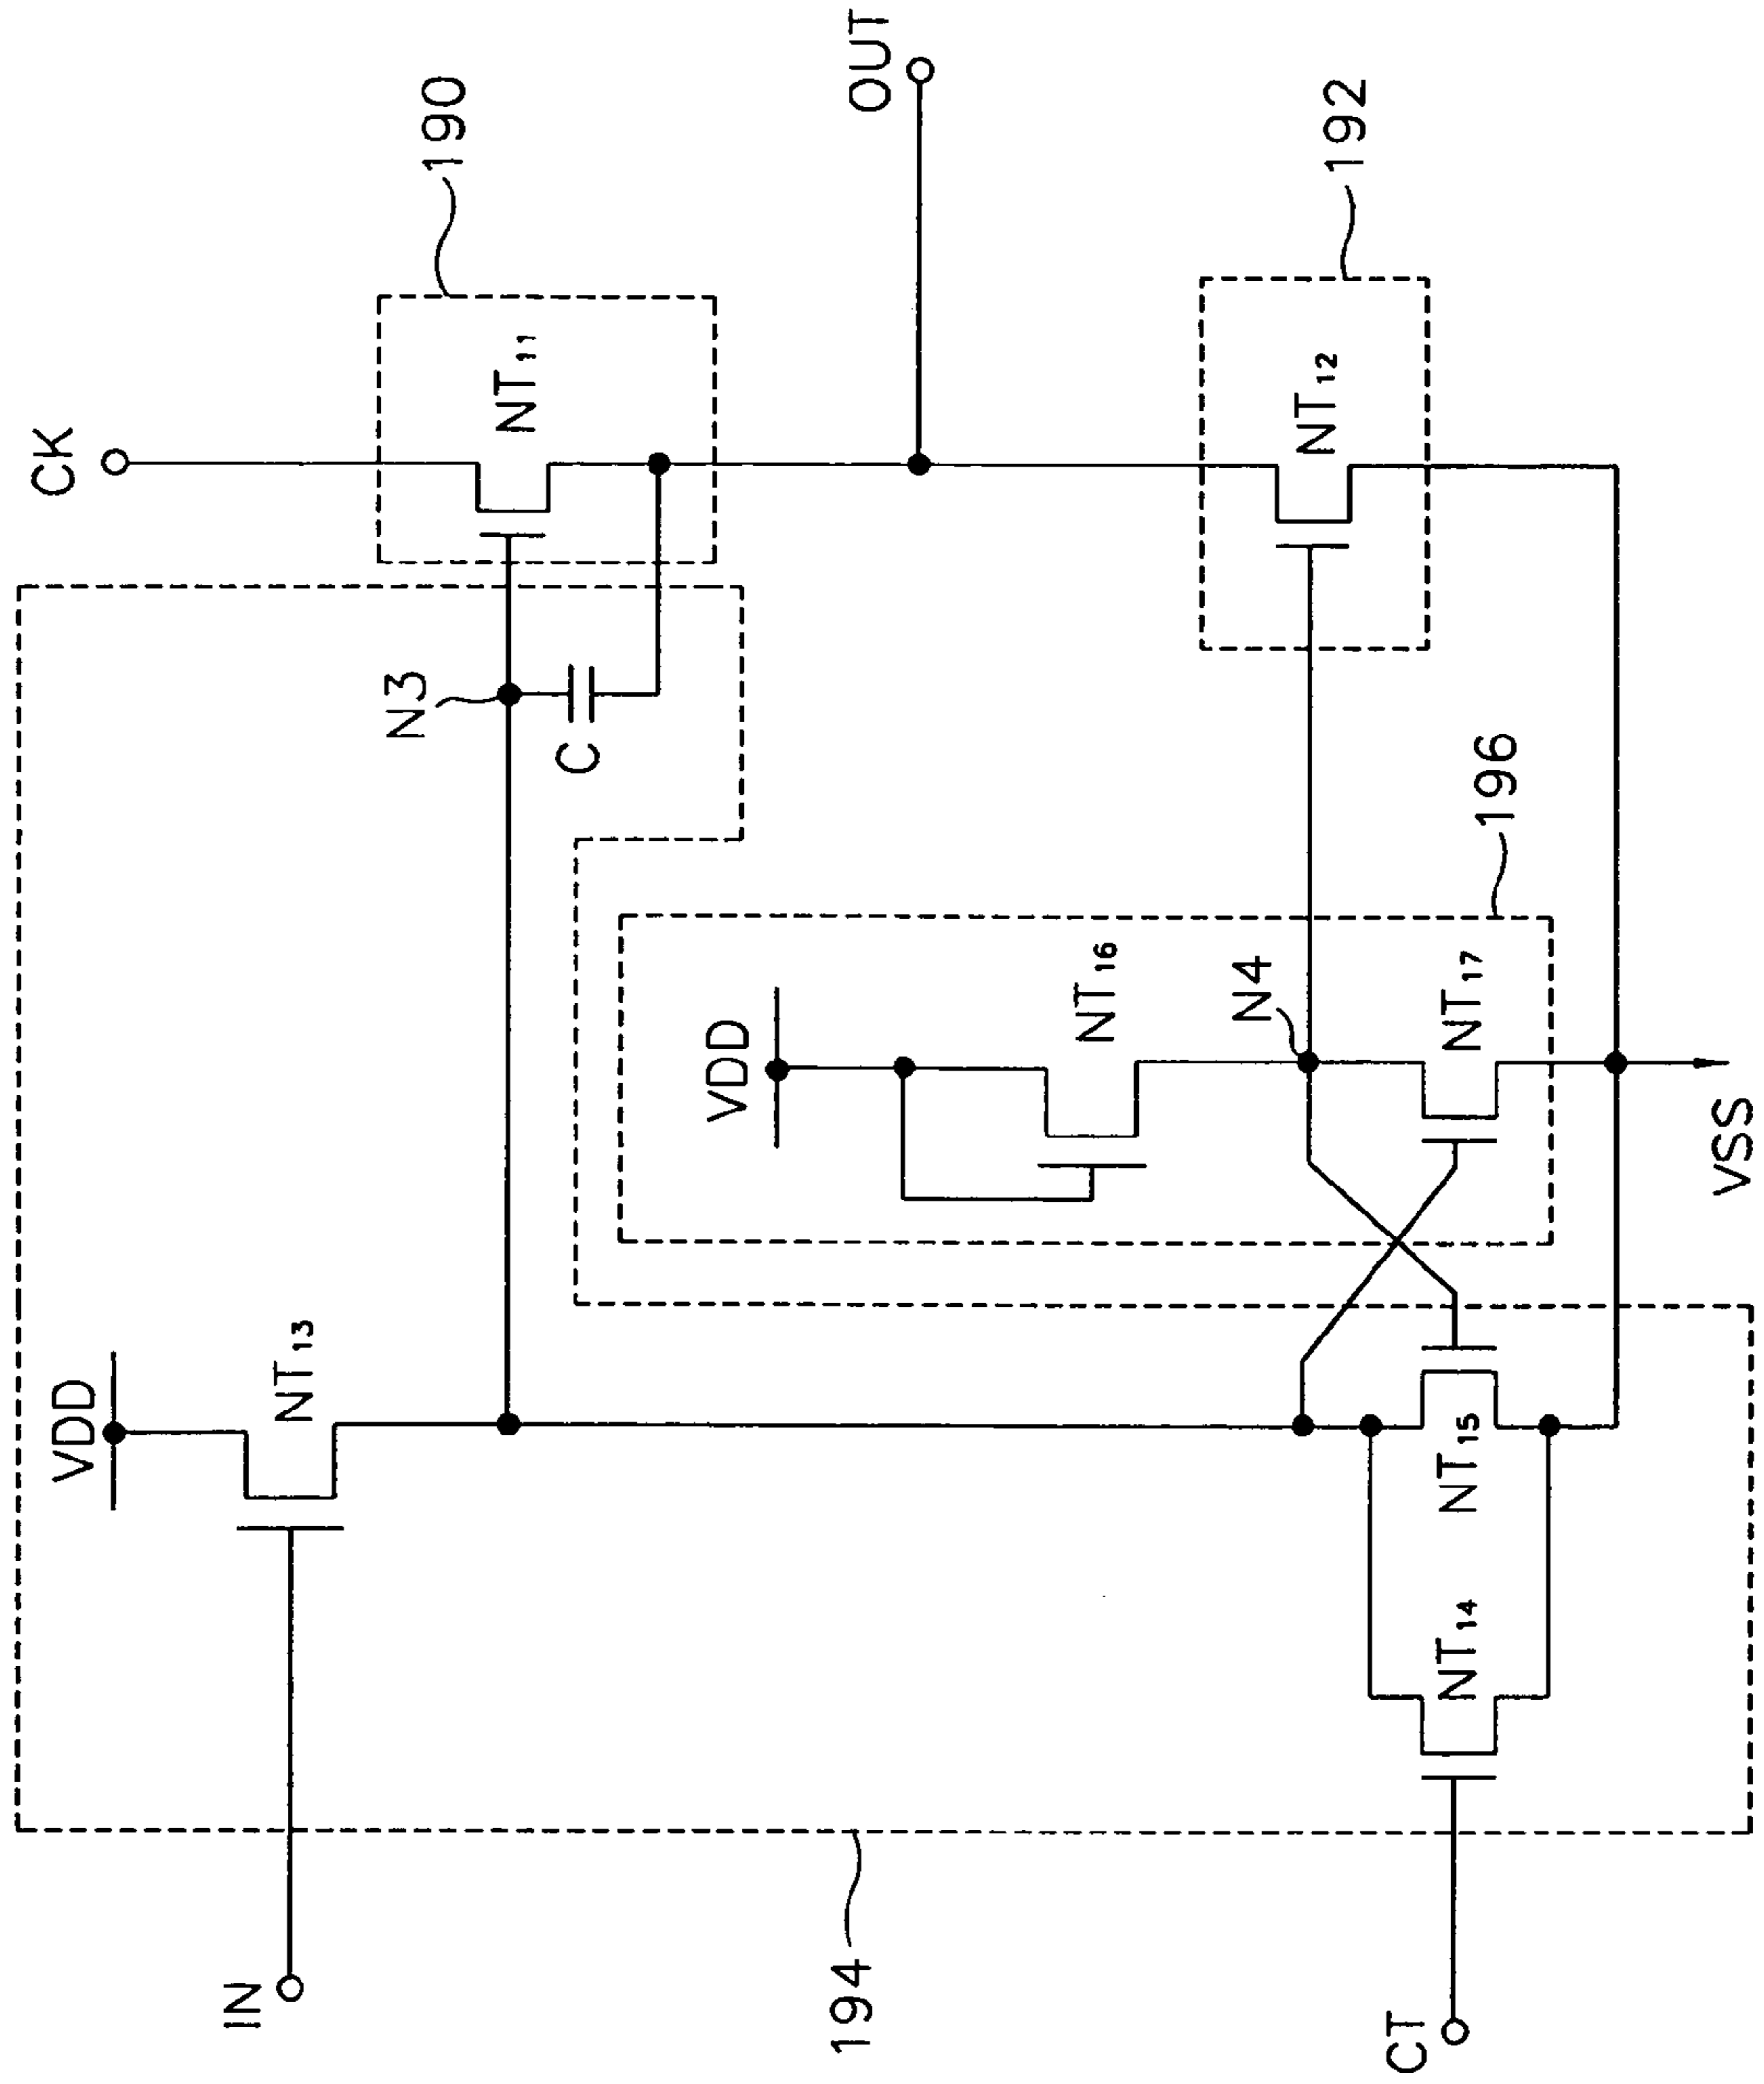 CK
190
NT11
OUT
N3
C
VDD
NT13
IN
VDD
NT16
N4
NT17
196
NT12
192
NT15
NT14
CT
VSS
194